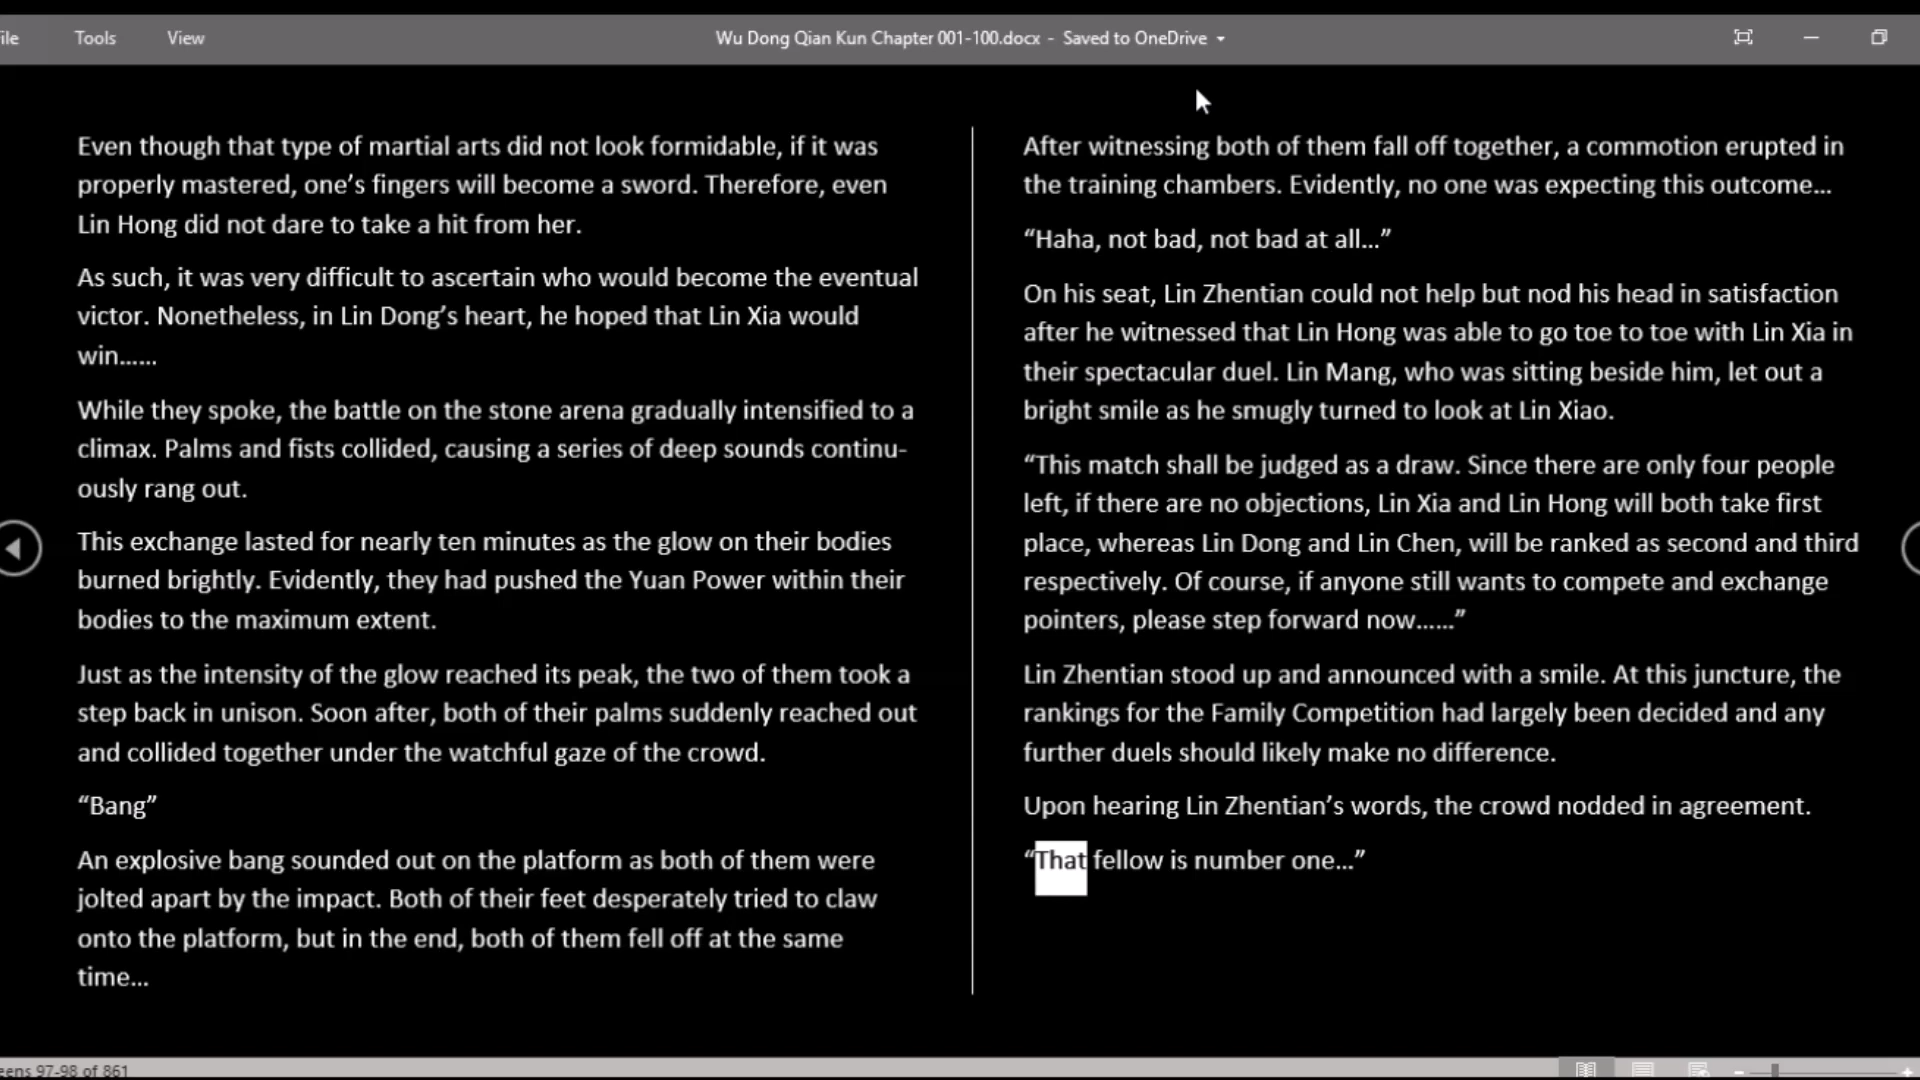 ile Tools View Wu Dong Qian Kun Chapter 001-100.docx - Saved to OneDrive
Even though that type of martial arts did not look formidable, if it was
properly mastered, one’s fingers will become a sword. Therefore, even
Lin Hong did not dare to take a hit from her.
As such, it was very difficult to ascertain who would become the eventual
victor. Nonetheless, in Lin Dong’s heart, he hoped that Lin Xia would
win……
While they spoke, the battle on the stone arena gradually intensified to a
climax. Palms and fists collided, causing a series of deep sounds continu-
ously rang out.
This exchange lasted for nearly ten minutes as the glow on their bodies
burned brightly. Evidently, they had pushed the Yuan Power within their
bodies to the maximum extent.
Just as the intensity of the glow reached its peak, the two of them took a
step back in unison. Soon after, both of their palms suddenly reached out
and collided together under the watchful gaze of the crowd.
“Bang”
An explosive bang sounded out on the platform as both of them were
jolted apart by the impact. Both of their feet desperately tried to claw
onto the platform, but in the end, both of them fell off at the same
time…
After witnessing both of them fall off together, a commotion erupted in
the training chambers. Evidently, no one was expecting this outcome…
“Haha, not bad, not bad at all…”
On his seat, Lin Zhentian could not help but nod his head in satisfaction
after he witnessed that Lin Hong was able to go toe to toe with Lin Xia in
their spectacular duel. Lin Mang, who was sitting beside him, let out a
bright smile as he smugly turned to look at Lin Xiao.
“This match shall be judged as a draw. Since there are only four people
left, if there are no objections, Lin Xia and Lin Hong will both take first
place, whereas Lin Dong and Lin Chen, will be ranked as second and third
respectively. Of course, if anyone still wants to compete and exchange
pointers, please step forward now……”
Lin Zhentian stood up and announced with a smile. At this juncture, the
rankings for the Family Competition had largely been decided and any
further duels should likely make no difference.
Upon hearing Lin Zhentian’s words, the crowd nodded in agreement.
“That fellow is number one…”
eens 97-98 of 861